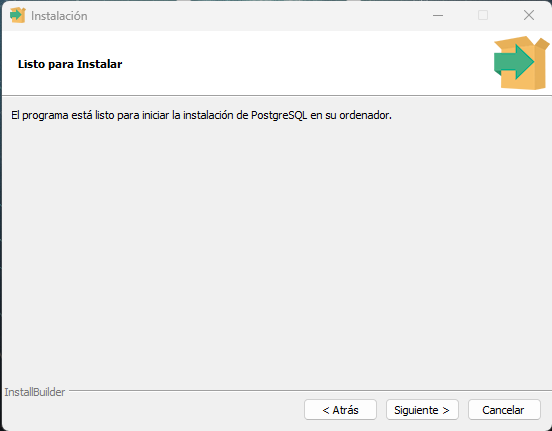 Instalación
Listo para Instalar
El programa está listo para iniciar la instalación de PostgreSQL en su ordenador.
InstallBuilder
< Atrás
Siguiente >
Cancelar